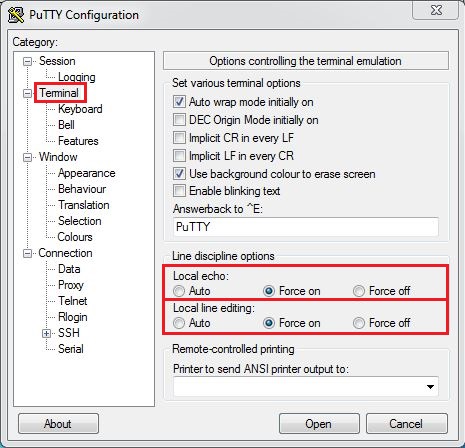 PuTTY Configuration
Category:
Session
Logging
Terminal
Keyboard
Bell
Features
Window
Appearance
Behaviour
Translation
Selection
Colours
Connection
Data
Proxy
Telnet
Rlogin
SSH
Serial
Options controlling the terminal emulation
Set various terminal options
Auto wrap mode initially on
DEC Origin Mode initially on
Implicit CR in every LF
Implicit LF in every CR
Use background colour to erase screen
Enable blinking text
Answerback to ^E:
PuTTY
Line discipline options
Local echo:
Auto Force on Force off
Local line editing:
Auto Force on Force off
Remote-controlled printing
Printer to send ANSI printer output to:
About Open Cancel